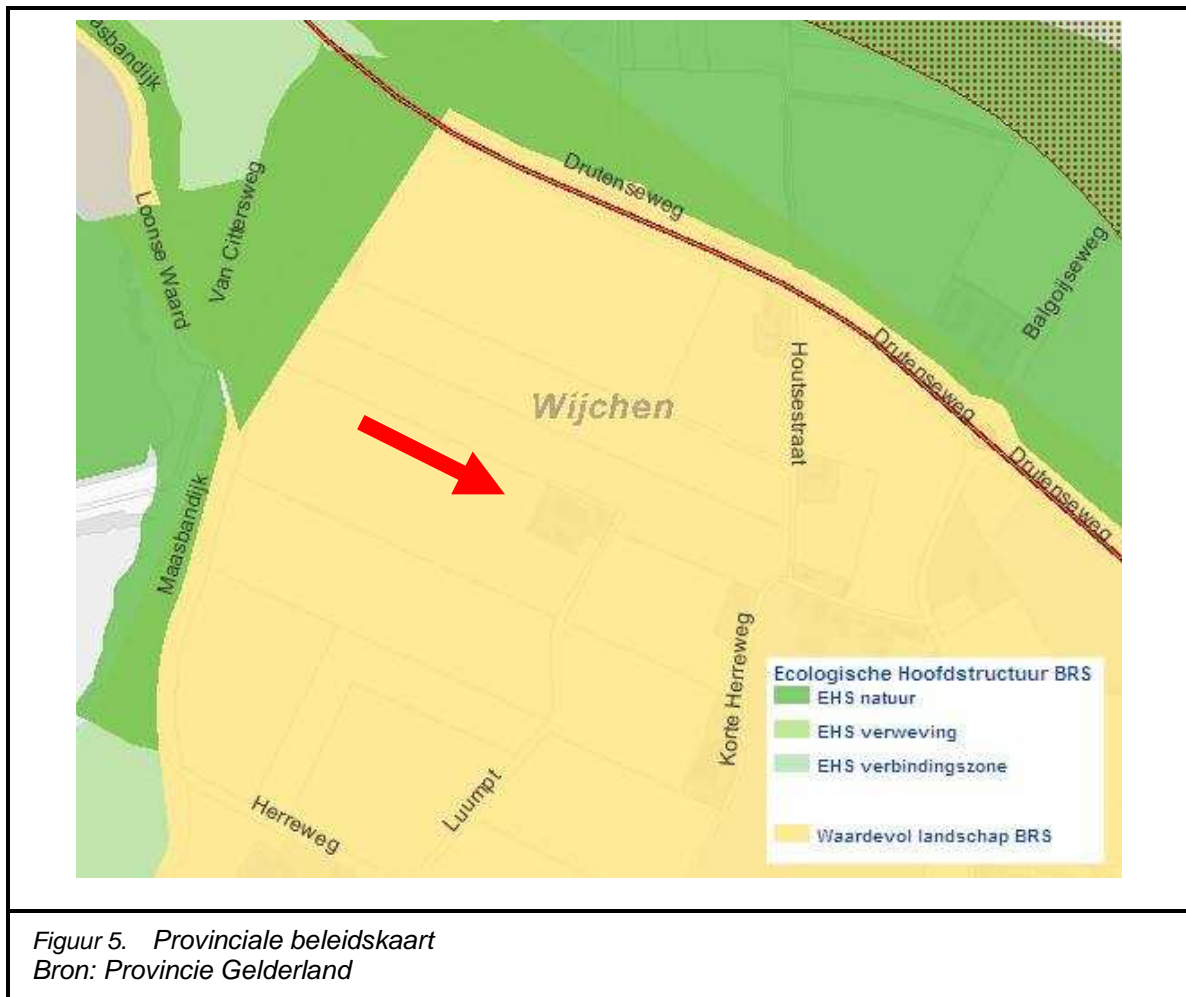 asbandijk
Loonse Waard
Van Cittersweg
Drutenseweg
Balgoijseweg
Houtsestraat
Drutenseweg
Drutenseweg
Wijchen
Maasbandijk
Korte Herreweg
Luumpt
Herreweg
Ecologische Hoofdstructuur BRS
EHS natuur
EHS verweving
EHS verbindingszone
Waardevol landschap BRS
Figuur 5. Provinciale beleidskaart
Bron: Provincie Gelderland